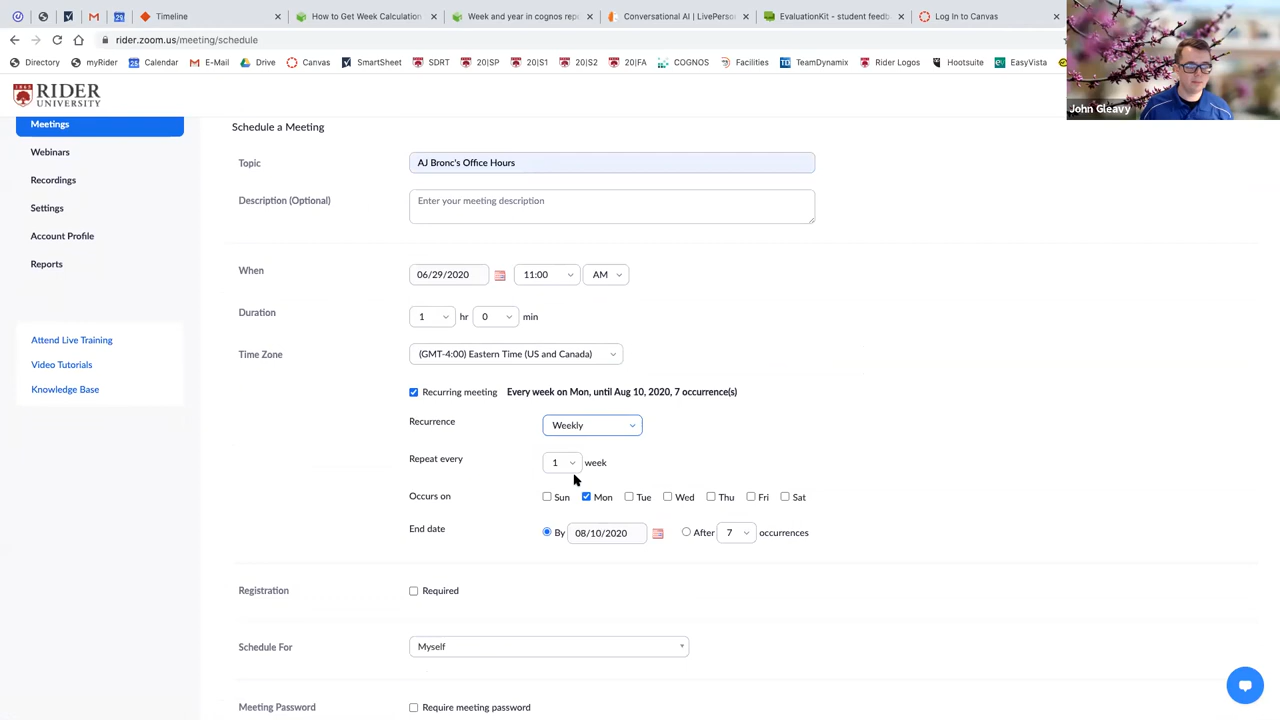 Timeline
How to Get Week Calculation
Week and year in cognos repo
Conversational AI | LivePerson
EvaluationKit - student feedb
Log In to Canvas
rider.zoom.us/meeting/schedule
Directory myRider Calendar E-Mail Drive Canvas SmartSheet SDRT 20|SP 20|S1 20|S2 20|FA COGNOS Facilities TeamDynamix Rider Logos Hootsuite EasyVista
John Gleavy
RIDER
UNIVERSITY
Meetings
Webinars
Recordings
Settings
Account Profile
Reports
Attend Live Training
Video Tutorials
Knowledge Base
Schedule a Meeting
Topic AJ Bronc's Office Hours
Description (Optional) Enter your meeting description
When 06/29/2020 11:00 AM
Duration 1 hr 0 min
Time Zone (GMT-4:00) Eastern Time (US and Canada)
Recurring meeting Every week on Mon, until Aug 10, 2020, 7 occurrence(s)
Recurrence Weekly
Repeat every 1 week
Occurs on Sun Mon Tue Wed Thu Fri Sat
End date By 08/10/2020 After 7 occurrences
Registration Required
Schedule For Myself
Meeting Password Require meeting password